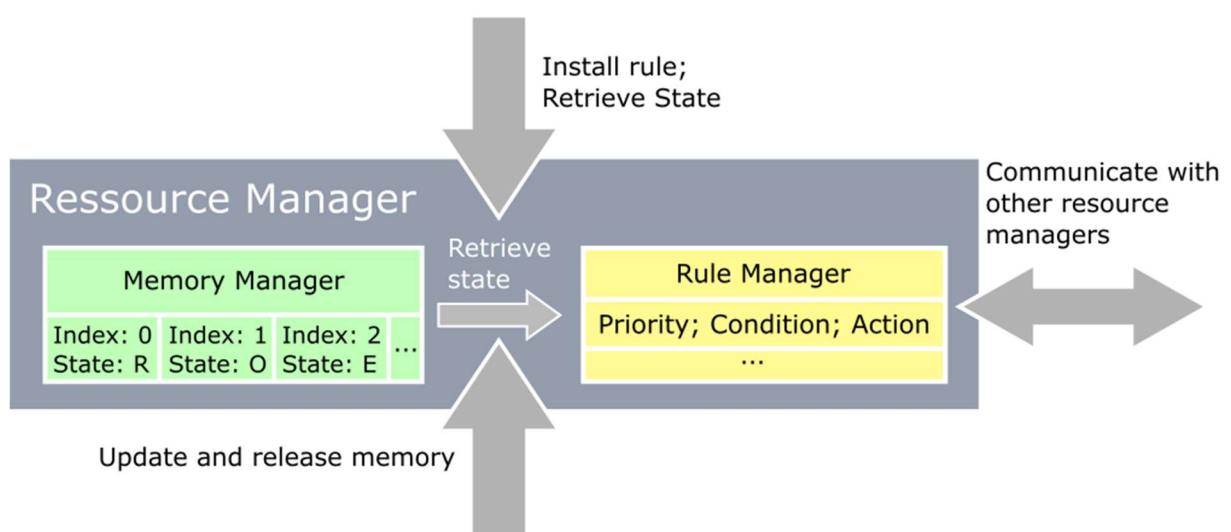 Install rule;
Retrieve State
Ressource Manager
Communicate with
other resource
managers
Retrieve
state
Memory Manager
Index: 0
State: R
Index: 1
State: O
Index: 2
State: E
...
Rule Manager
Priority; Condition; Action
...
Update and release memory